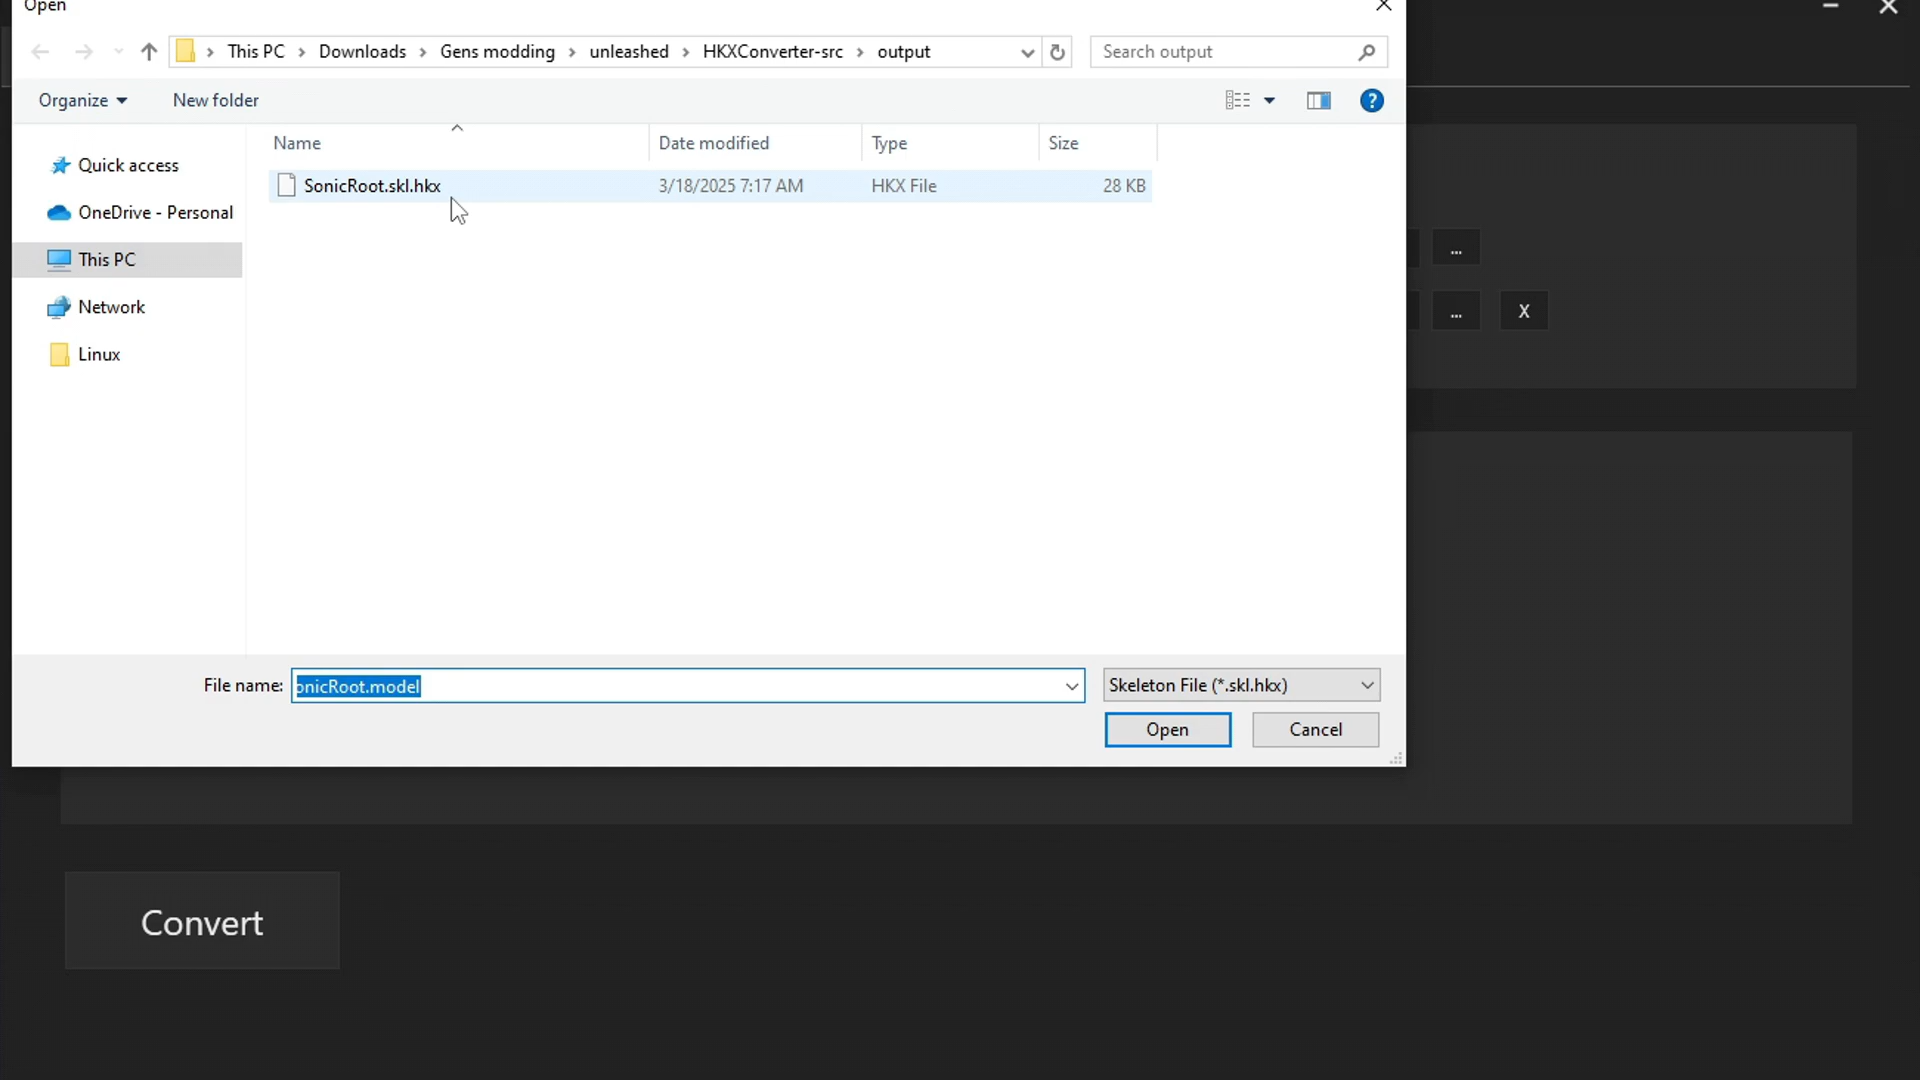 Open
This PC > Downloads > Gens modding > unleashed > HKXConverter-src > output
Search output
Organize
New folder
Name
Date modified
Type
Size
SonicRoot.skl.hkx
3/18/2025 7:17 AM
HKX File
28 KB
Quick access
OneDrive - Personal
This PC
Network
Linux
...
... X
File name:
onicRoot.model
Skeleton File (*.skl.hkx)
Open
Cancel
Convert